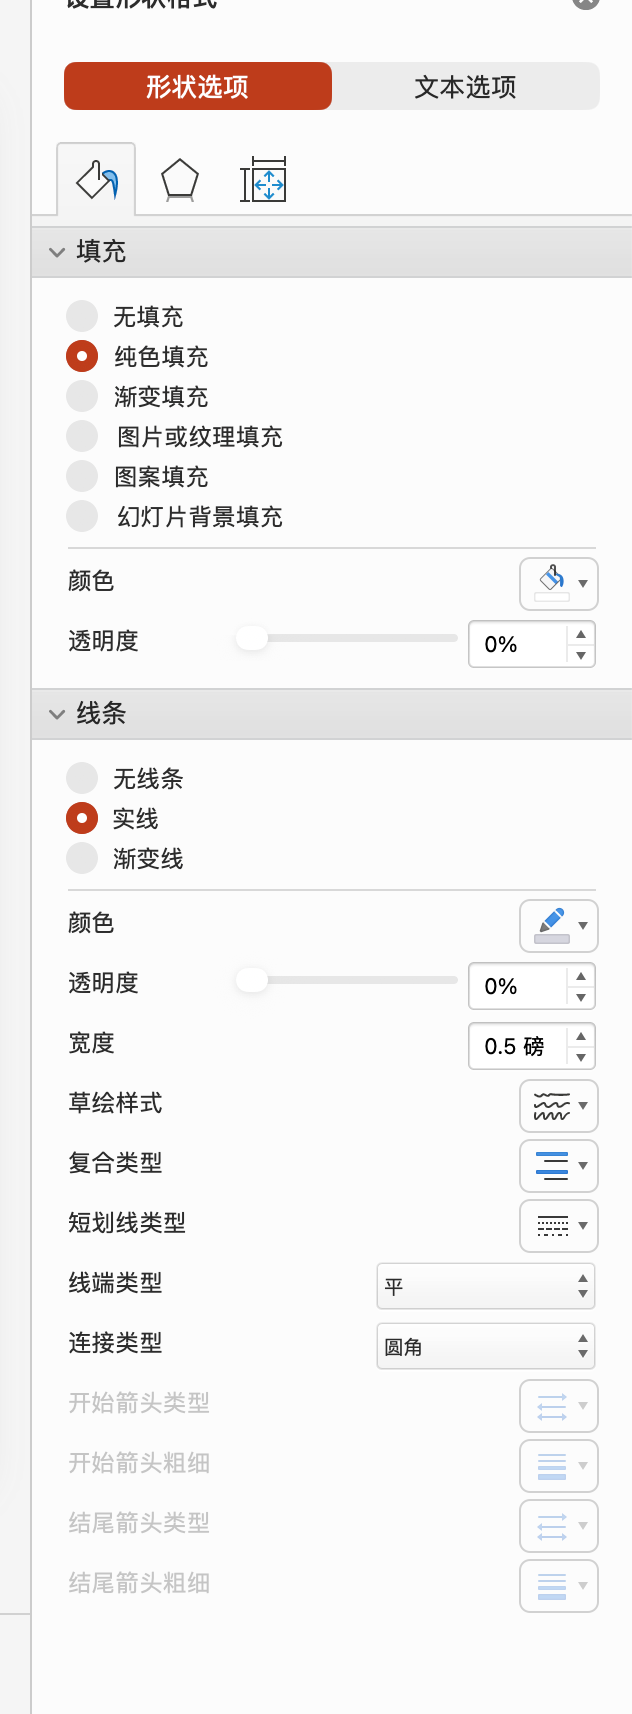 设置形状格式
形状选项 文本选项
填充
无填充
纯色填充
渐变填充
图片或纹理填充
图案填充
幻灯片背景填充
颜色
透明度 0%
线条
无线条
实线
渐变线
颜色
透明度 0%
宽度 0.5 磅
草绘样式
复合类型
短划线类型
线端类型 平
连接类型 圆角
开始箭头类型
开始箭头粗细
结尾箭头类型
结尾箭头粗细